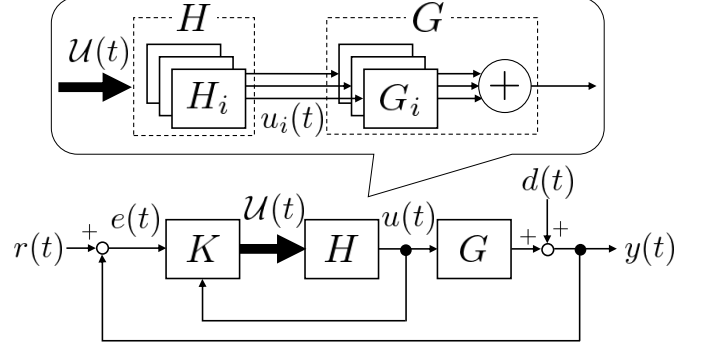 H G
𝒰(t)
H_i G_i +
u_i(t)
d(t)
𝒰(t) u(t)
+ e(t) + +
r(t) K H G y(t)